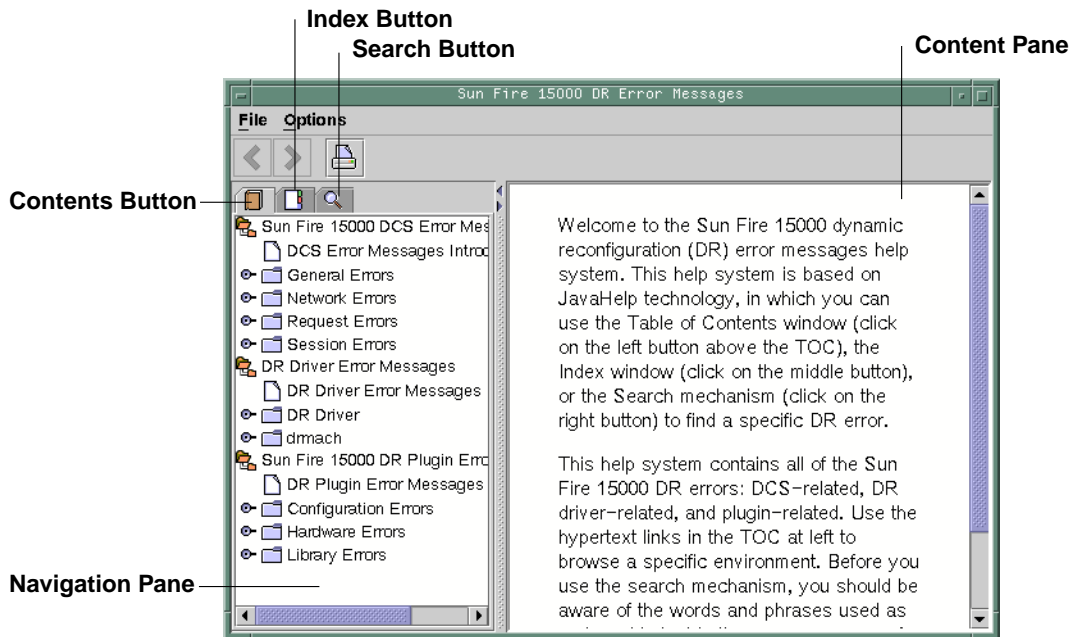 Index Button
Search Button
Content Pane
Sun Fire 15000 DR Error Messages
File Options
Contents Button
Sun Fire 15000 DCS Error Mes
DCS Error Messages Introd
General Errors
Network Errors
Request Errors
Session Errors
DR Driver Error Messages
DR Driver Error Messages
DR Driver
drmach
Sun Fire 15000 DR Plugin Erro
DR Plugin Error Messages
Configuration Errors
Hardware Errors
Library Errors
Navigation Pane
Welcome to the Sun Fire 15000 dynamic
reconfiguration (DR) error messages help
system. This help system is based on
JavaHelp technology, in which you can
use the Table of Contents window (click
on the left button above the TOC), the
Index window (click on the middle button),
or the Search mechanism (click on the
right button) to find a specific DR error.
This help system contains all of the Sun
Fire 15000 DR errors: DCS-related, DR
driver-related, and plugin-related. Use the
hypertext links in the TOC at left to
browse a specific environment. Before you
use the search mechanism, you should be
aware of the words and phrases used as